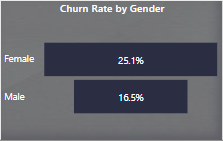 Churn Rate by Gender
Female 25.1%
Male 16.5%